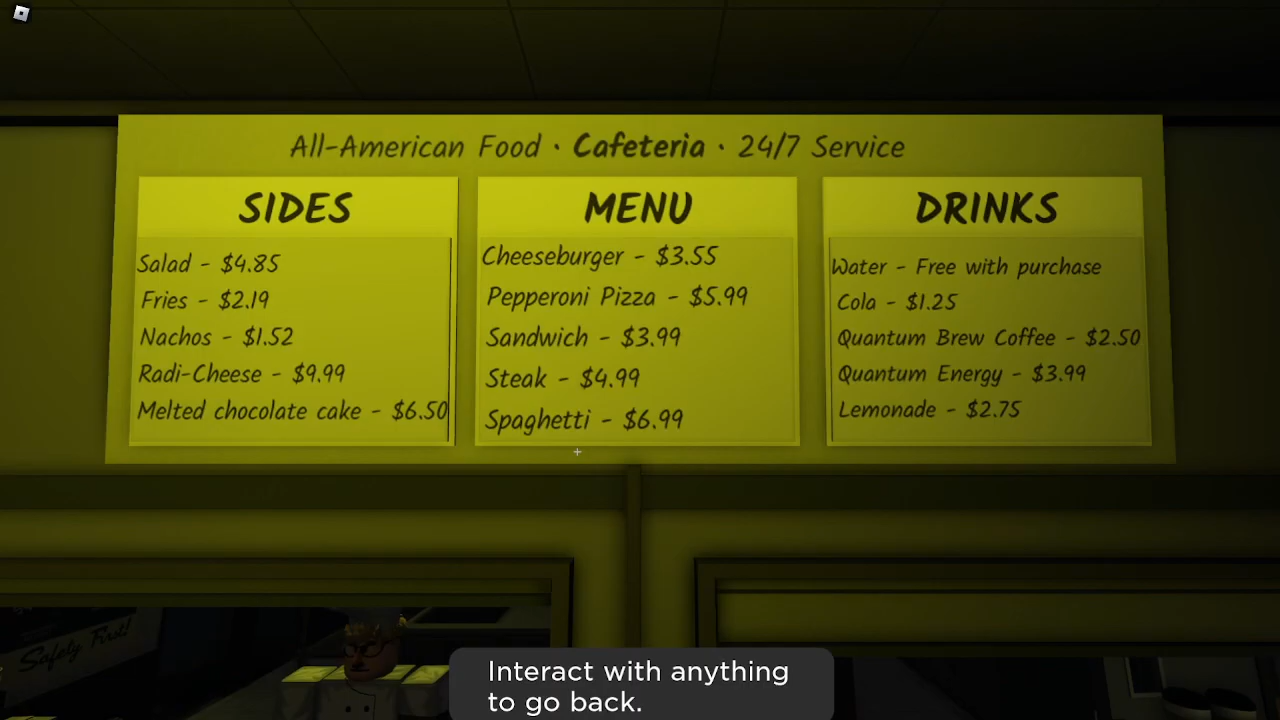 All-American Food · Cafeteria · 24/7 Service
SIDES
Salad - $4.85
Fries - $2.19
Nachos - $1.52
Radi-Cheese - $9.99
Melted chocolate cake - $6.50
MENU
Cheeseburger - $3.55
Pepperoni Pizza - $5.99
Sandwich - $3.99
Steak - $4.99
Spaghetti - $6.99
DRINKS
Water - Free with purchase
Cola - $1.25
Quantum Brew Coffee - $2.50
Quantum Energy - $3.99
Lemonade - $2.75
Safety First!
Interact with anything
to go back.